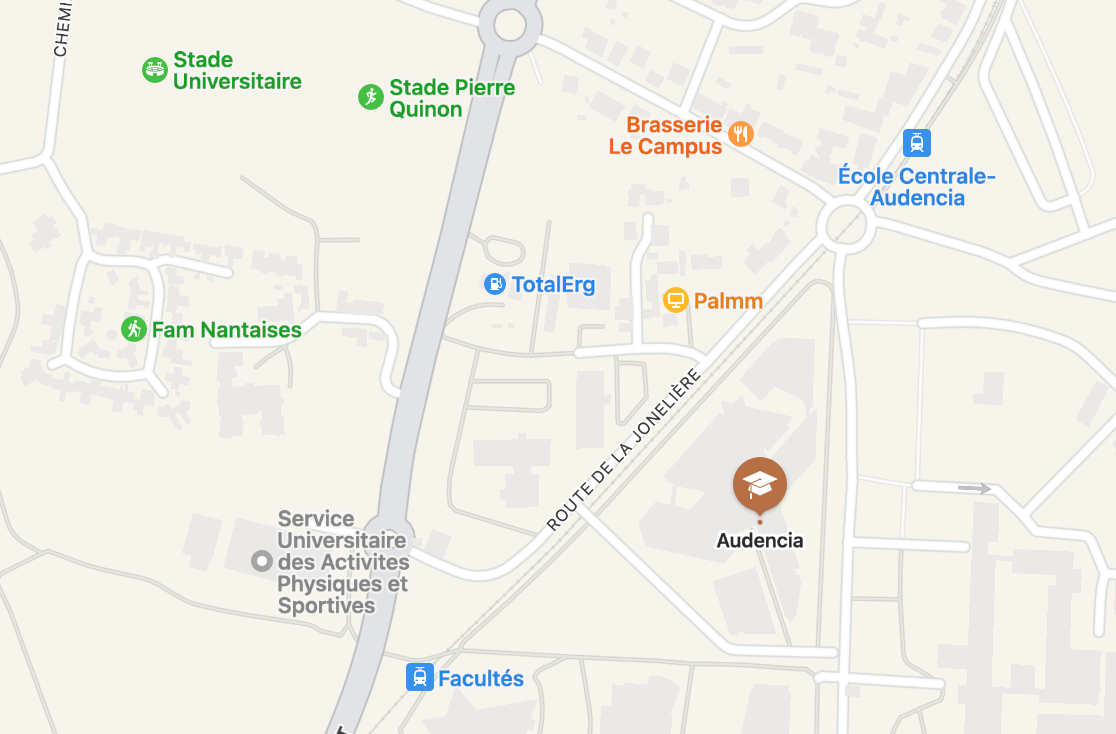 CHEMI
Stade
Universitaire
Stade Pierre
Quinon
Brasserie
Le Campus
École Centrale-
Audencia
TotalErg
Palmm
Fam Nantaises
ROUTE DE LA JONELIÈRE
Audencia
Service
Universitaire
des Activites
Physiques et
Sportives
Facultés